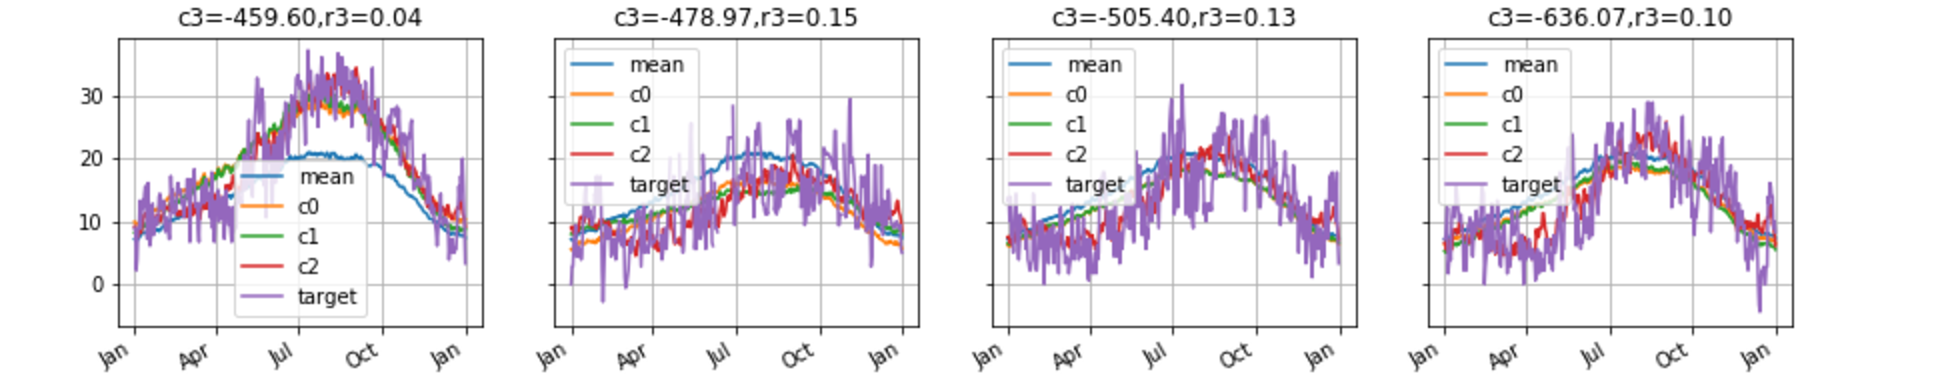 c3=-459.60,r3=0.04
c3=-478.97,r3=0.15
c3=-505.40,r3=0.13
c3=-636.07,r3=0.10
30
20
10
0
mean
c0
c1
c2
target
mean
c0
c1
c2
target
mean
c0
c1
c2
target
mean
c0
c1
c2
target
Jan Apr Jul Oct Jan
Jan Apr Jul Oct Jan
Jan Apr Jul Oct Jan
Jan Apr Jul Oct Jan